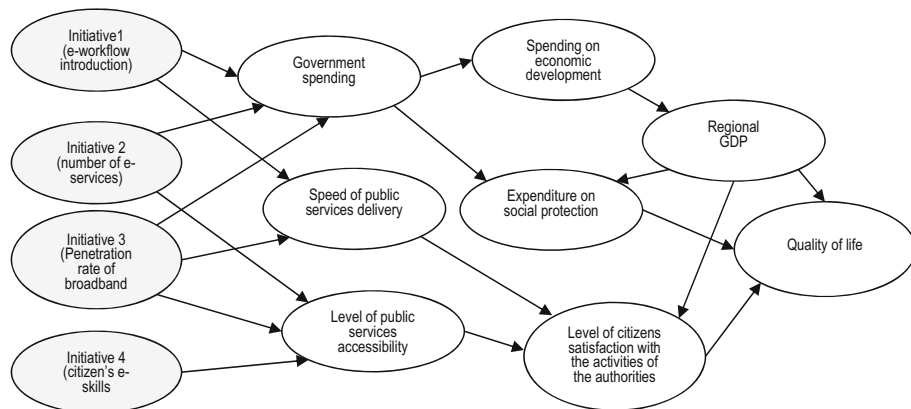 Initiative1
(e-workflow
introduction)
Government
spending
Spending on
economic
development
Initiative 2
(number of e-
services)
Regional
GDP
Speed of public
services delivery
Expenditure on
social protection
Initiative 3
(Penetration
rate of
broadband
Quality of life
Level of public
services
accessibility
Level of citizens
satisfaction with
the activities of
the authorities
Initiative 4
(citizen's e-
skills